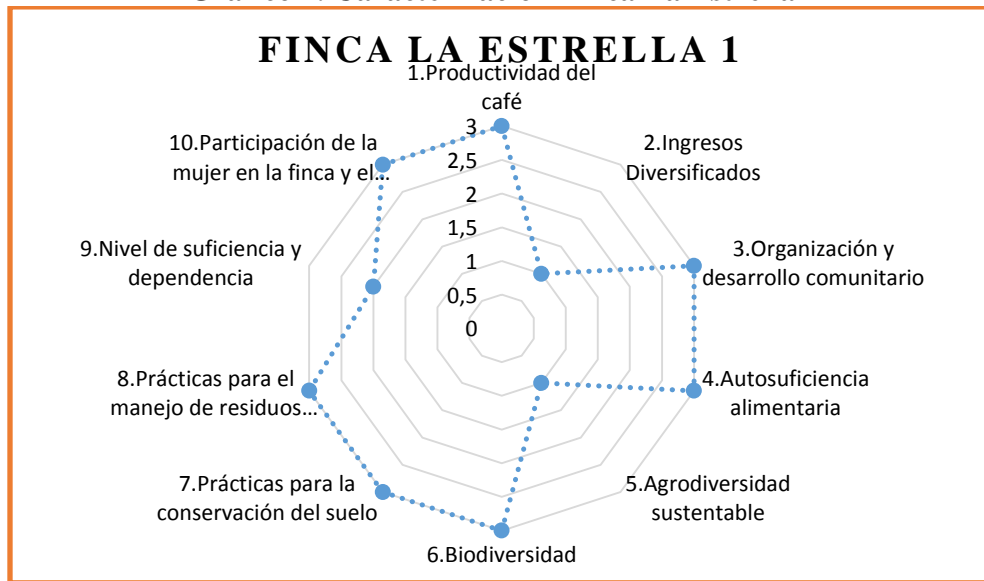 FINCA LA ESTRELLA 1
1.Productividad del
café
2.Ingresos
Diversificados
3.Organización y
desarrollo comunitario
4.Autosuficiencia
alimentaria
5.Agrodiversidad
sustentable
6.Biodiversidad
7.Prácticas para la
conservación del suelo
8.Prácticas para el
manejo de residuos...
9.Nivel de suficiencia y
dependencia
10.Participación de la
mujer en la finca y el...
3
2,5
2
1,5
1
0,5
0